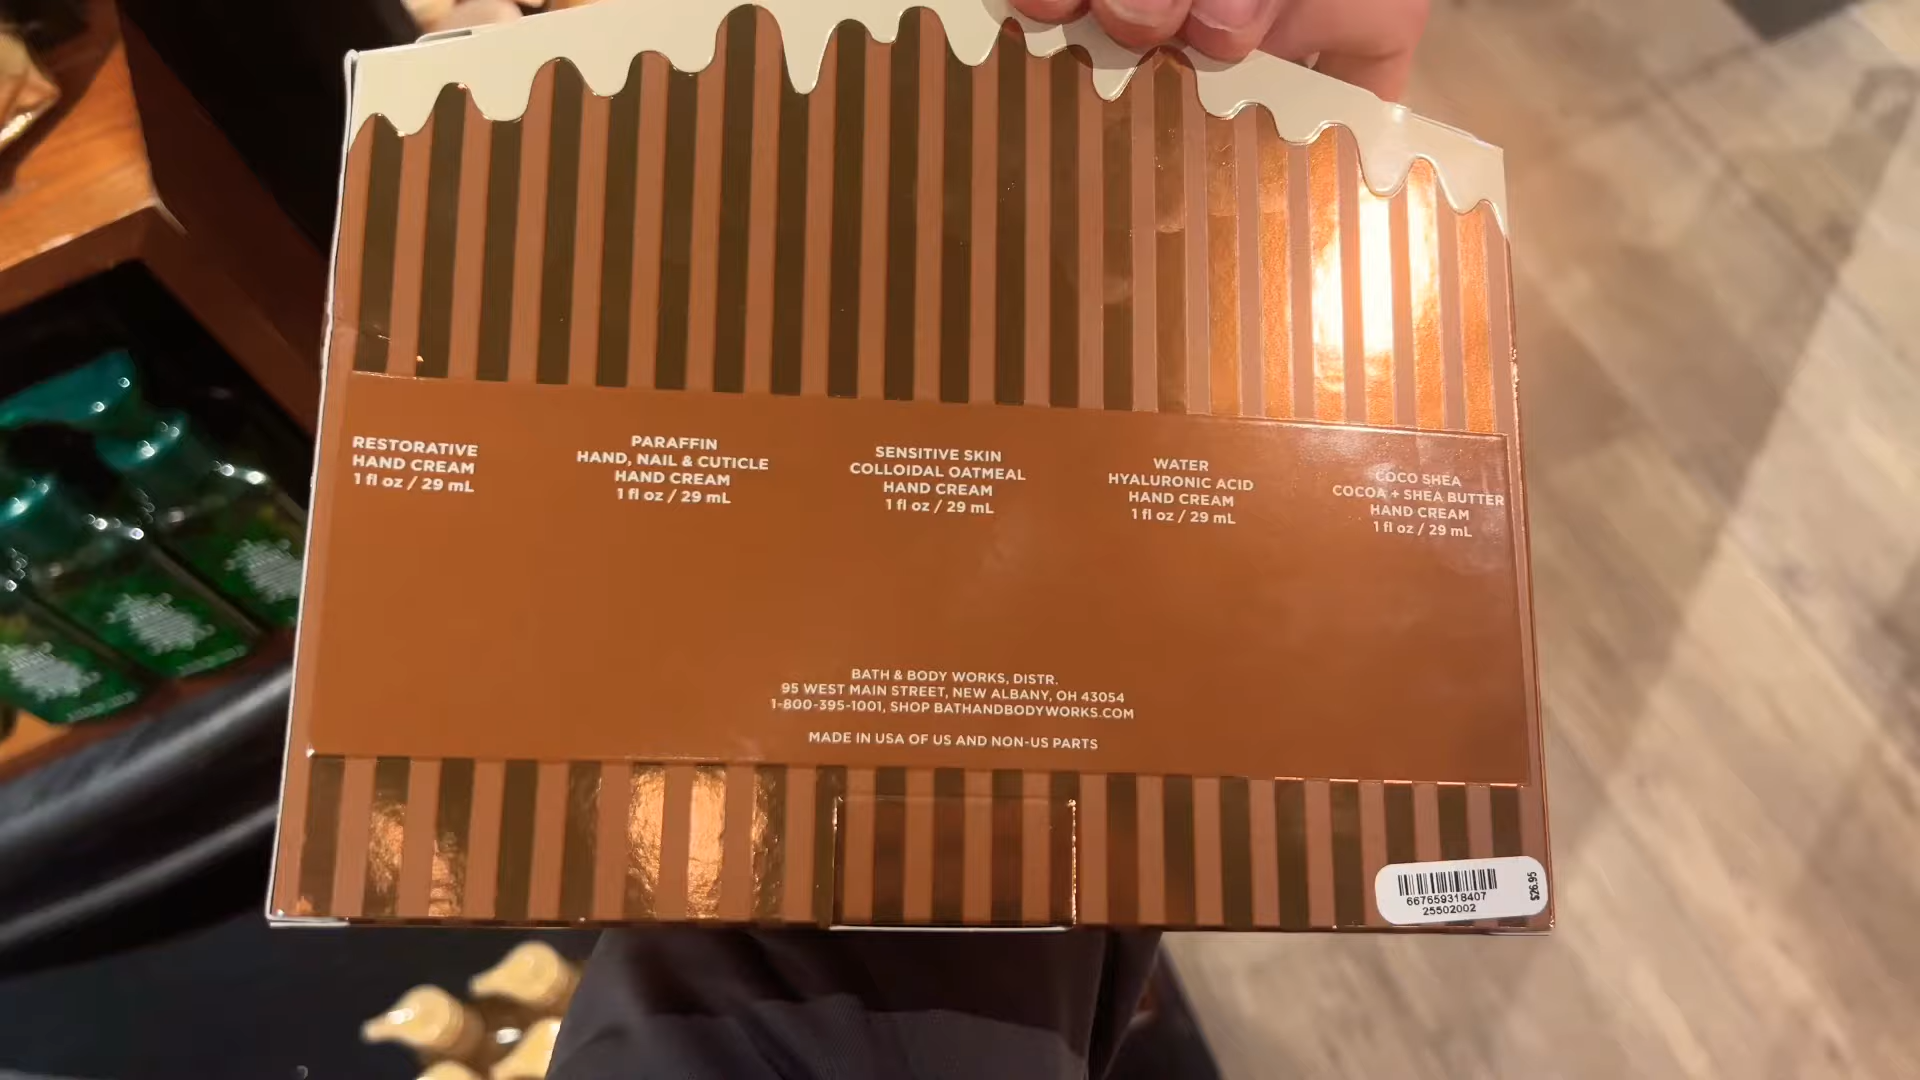 RESTORATIVE
HAND CREAM
1 fl oz / 29 mL
PARAFFIN
HAND, NAIL & CUTICLE
HAND CREAM
1 fl oz / 29 mL
SENSITIVE SKIN
COLLOIDAL OATMEAL
HAND CREAM
1 fl oz / 29 mL
WATER
HYALURONIC ACID
HAND CREAM
1 fl oz / 29 mL
COCO SHEA
COCOA + SHEA BUTTER
HAND CREAM
1 fl oz / 29 mL
BATH & BODY WORKS, DISTR.
95 WEST MAIN STREET, NEW ALBANY, OH 43054
1-800-395-1001, SHOP BATHANDBODYWORKS.COM
MADE IN USA OF US AND NON-US PARTS
667659318407
25502002
$26.95